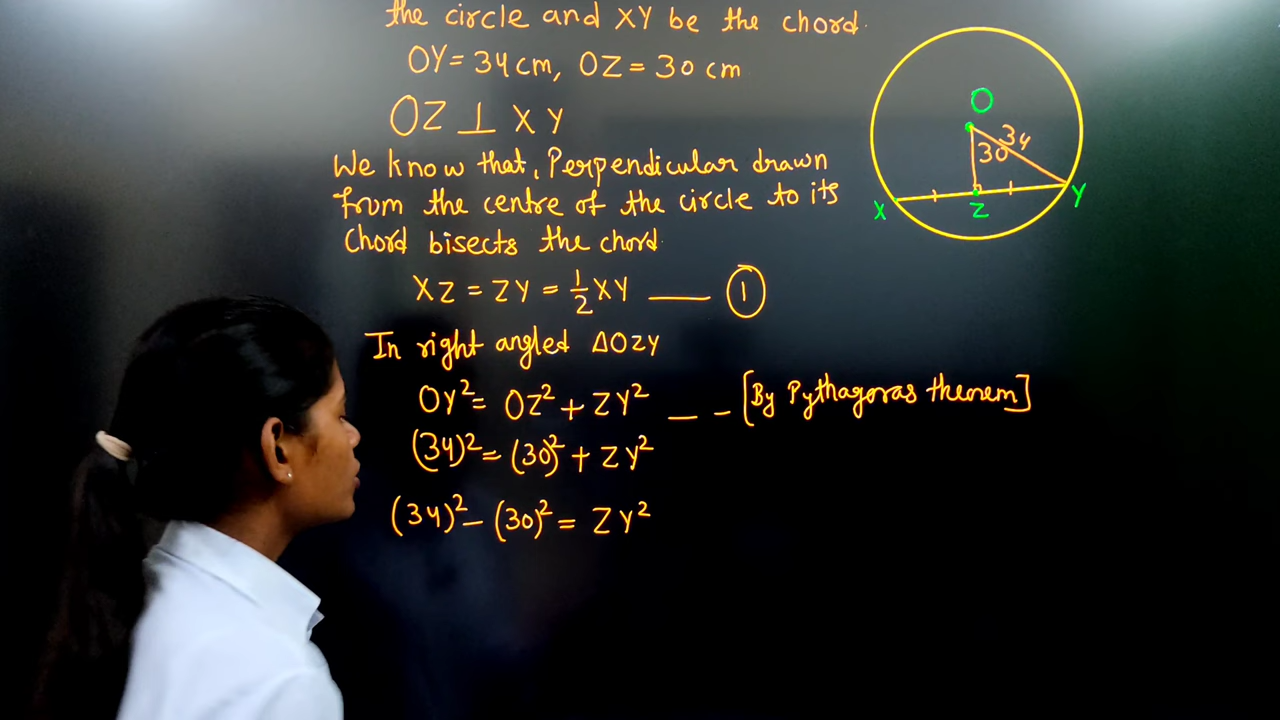 the circle and XY be the chord.
OY = 34 cm, OZ = 30 cm
OZ ⊥ XY
We know that, Perpendicular drawn
from the centre of the circle to its
Chord bisects the chord.
XZ = ZY = 1/2 XY —— ①
In right angled ΔOZY
OY² = OZ² + ZY² _ _ [By Pythagoras theorem]
(34)² = (30)² + ZY²
(34)² - (30)² = ZY²
O
34
30
X
Z
Y